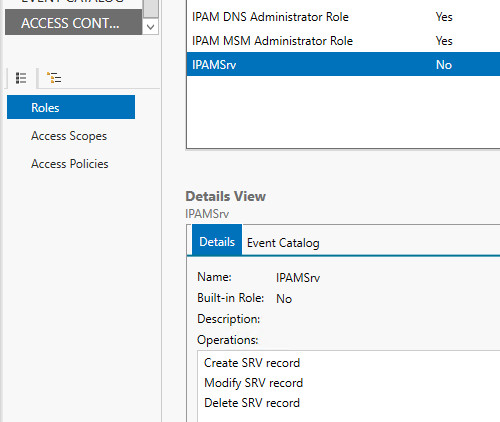 EVENT CATALOG
ACCESS CONT...
Roles
Access Scopes
Access Policies
IPAM DNS Administrator Role Yes
IPAM MSM Administrator Role Yes
IPAMSrv No
Details View
IPAMSrv
Details Event Catalog
Name: IPAMSrv
Built-in Role: No
Description:
Operations:
Create SRV record
Modify SRV record
Delete SRV record